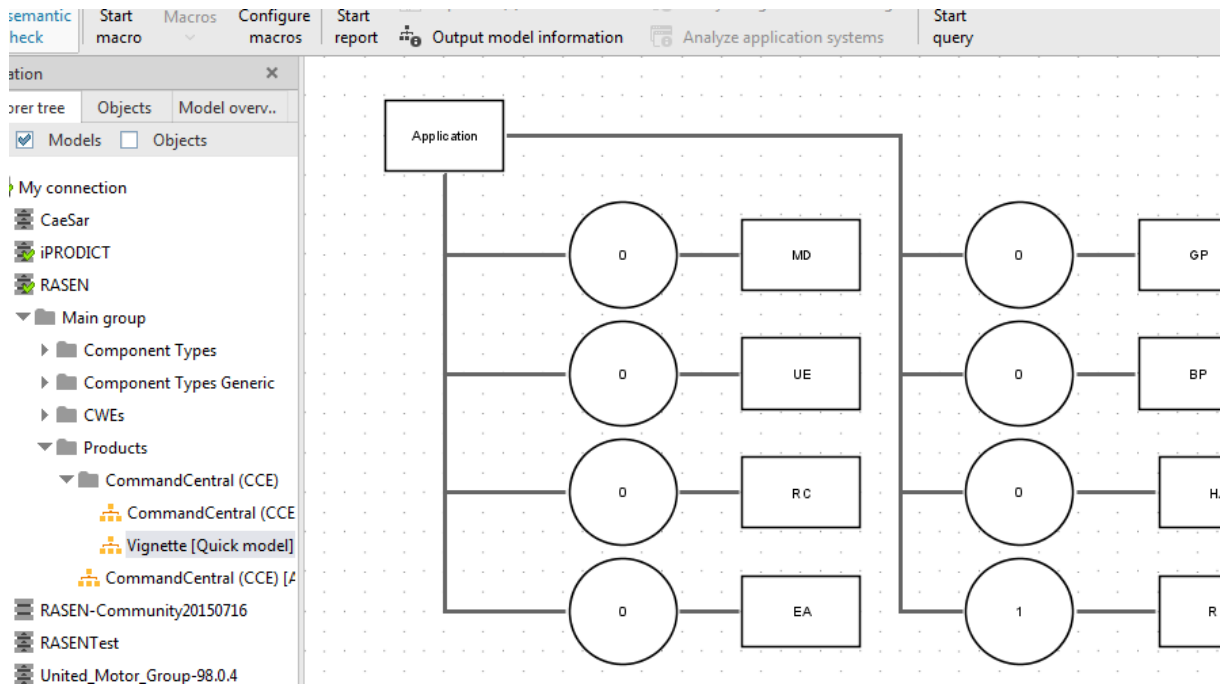 semantic
Start
Macros
Configure
Start
Start
check
macro
macros
report
Output model information
Analyze application systems
query
ation
orer tree
Objects
Model overv..
Models
Objects
My connection
CaeSar
iPRODICT
RASEN
Main group
Component Types
Component Types Generic
CWEs
Products
CommandCentral (CCE)
CommandCentral (CCE
Vignette [Quick model]
CommandCentral (CCE) [A
RASEN-Community20150716
RASENTest
United_Motor_Group-98.0.4
Application
0
MD
0
GP
0
UE
0
BP
0
RC
0
HA
0
EA
1
R